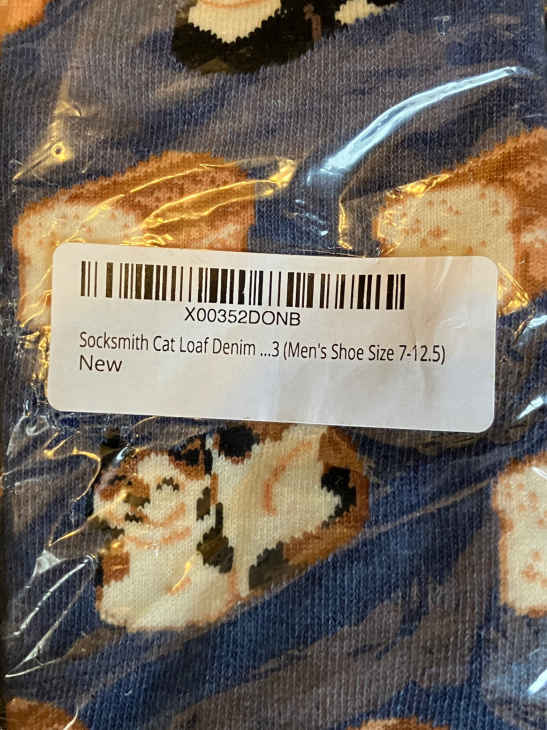 X00352DONB
Socksmith Cat Loaf Denim ...3 (Men's Shoe Size 7-12.5)
New